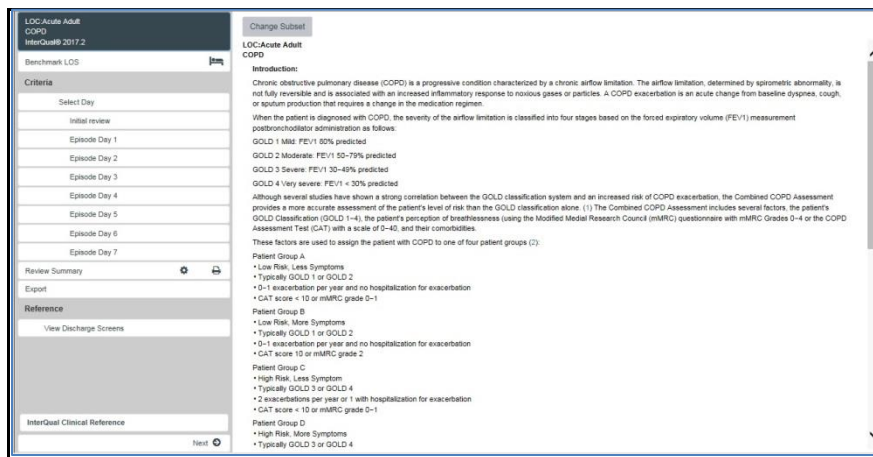 LOC:Acute Adult
COPD
InterQual® 2017.2
Benchmark LOS
Criteria
Select Day
Initial review
Episode Day 1
Episode Day 2
Episode Day 3
Episode Day 4
Episode Day 5
Episode Day 6
Episode Day 7
Review Summary
Export
Reference
View Discharge Screens
InterQual Clinical Reference
Next
Change Subset
LOC:Acute Adult
COPD
Introduction:
Chronic obstructive pulmonary disease (COPD) is a progressive condition characterized by a chronic airflow limitation. The airflow limitation, determined by spirometric abnormality, is
not fully reversible and is associated with an increased inflammatory response to noxious gases or particles. A COPD exacerbation is an acute change from baseline dyspnea, cough,
or sputum production that requires a change in the medication regimen.
When the patient is diagnosed with COPD, the severity of the airflow limitation is classified into four stages based on the forced expiratory volume (FEV1) measurement
postbronchodilator administration as follows:
GOLD 1 Mild: FEV1 80% predicted
GOLD 2 Moderate: FEV1 50–79% predicted
GOLD 3 Severe: FEV1 30–49% predicted
GOLD 4 Very severe: FEV1 < 30% predicted
Although several studies have shown a strong correlation between the GOLD classification system and an increased risk of COPD exacerbation, the Combined COPD Assessment
provides a more accurate assessment of the patient's level of risk than the GOLD classification alone. (1) The Combined COPD Assessment includes several factors, the patient's
GOLD Classification (GOLD 1–4), the patient's perception of breathlessness (using the Modified Medial Research Council (mMRC) questionnaire with mMRC Grades 0–4 or the COPD
Assessment Test (CAT) with a scale of 0–40, and their comorbidities.
These factors are used to assign the patient with COPD to one of four patient groups (2):
Patient Group A
• Low Risk, Less Symptoms
• Typically GOLD 1 or GOLD 2
• 0–1 exacerbation per year and no hospitalization for exacerbation
• CAT score < 10 or mMRC grade 0–1
Patient Group B
• Low Risk, More Symptoms
• Typically GOLD 1 or GOLD 2
• 0–1 exacerbation per year and no hospitalization for exacerbation
• CAT score 10 or mMRC grade 2
Patient Group C
• High Risk, Less Symptom
• Typically GOLD 3 or GOLD 4
• 2 exacerbations per year or 1 with hospitalization for exacerbation
• CAT score < 10 or mMRC grade 0–1
Patient Group D
• High Risk, More Symptoms
• Typically GOLD 3 or GOLD 4